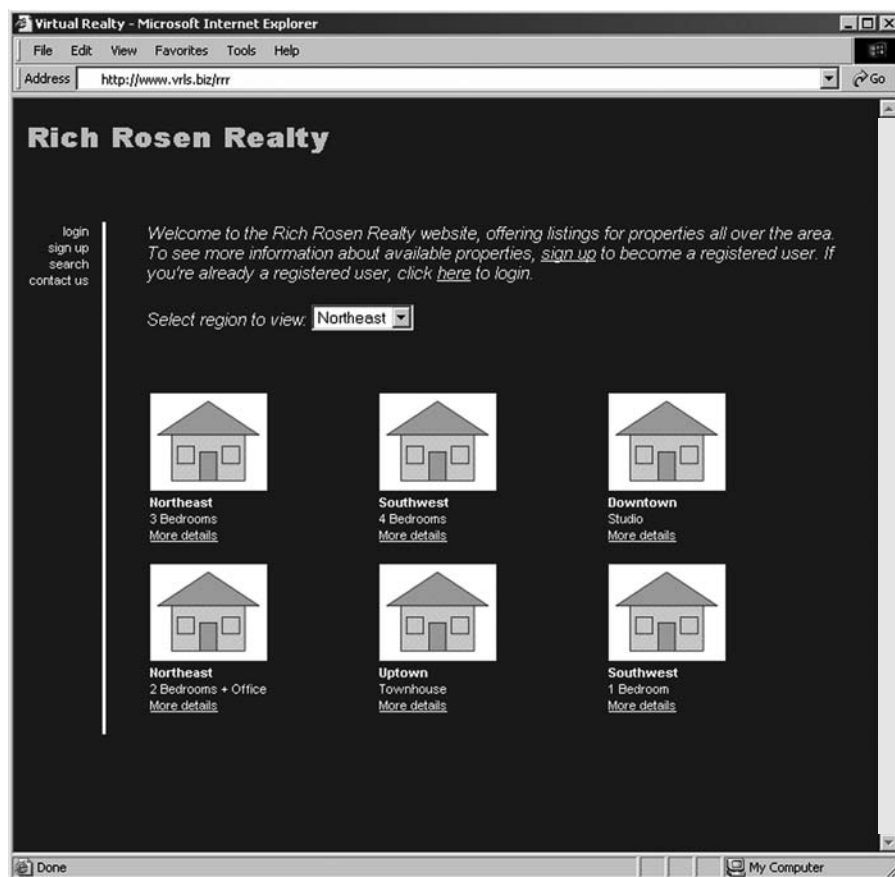 Virtual Realty - Microsoft Internet Explorer
File Edit View Favorites Tools Help
Address http://www.vrls.biz/rrr Go
Rich Rosen Realty
login
sign up
search
contact us
Welcome to the Rich Rosen Realty website, offering listings for properties all over the area.
To see more information about available properties, sign up to become a registered user. If
you're already a registered user, click here to login.
Select region to view: Northeast
Northeast Southwest Downtown
3 Bedrooms 4 Bedrooms Studio
More details More details More details
Northeast Uptown Southwest
2 Bedrooms + Office Townhouse 1 Bedroom
More details More details More details
Done My Computer